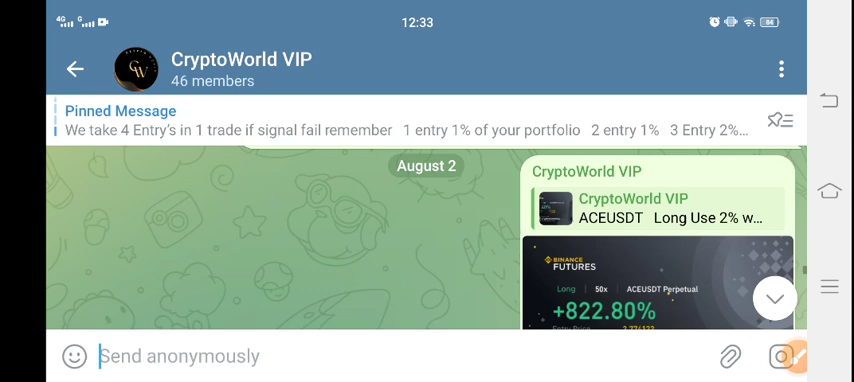 4G G 12:33 84
CryptoWorld VIP
46 members
Pinned Message
We take 4 Entry's in 1 trade if signal fail remember 1 entry 1% of your portfolio 2 entry 1% 3 Entry 2%...
August 2
CryptoWorld VIP
CryptoWorld VIP
ACEUSDT Long Use 2% w...
BINANCE
FUTURES
Long 50x ACEUSDT Perpetual
+822.80%
Send anonymously